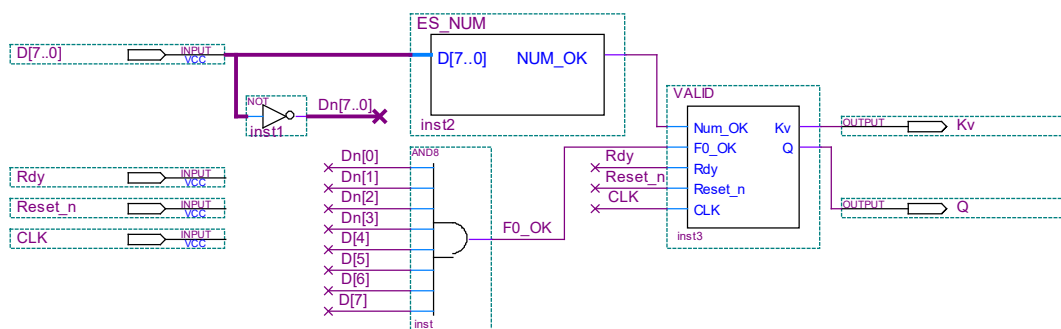 ES_NUM
D[7..0] INPUT VCC
D[7..0] NUM_OK
NOT
Dn[7..0]
inst1
inst2
VALID
Num_OK Kv
F0_OK Q
Rdy
Reset_n
CLK
inst3
OUTPUT Kv
OUTPUT Q
AND8
Dn[0]
Dn[1]
Dn[2]
Dn[3]
D[4]
D[5]
D[6]
D[7]
F0_OK
inst
Rdy
Reset_n
CLK
Rdy INPUT VCC
Reset_n INPUT VCC
CLK INPUT VCC